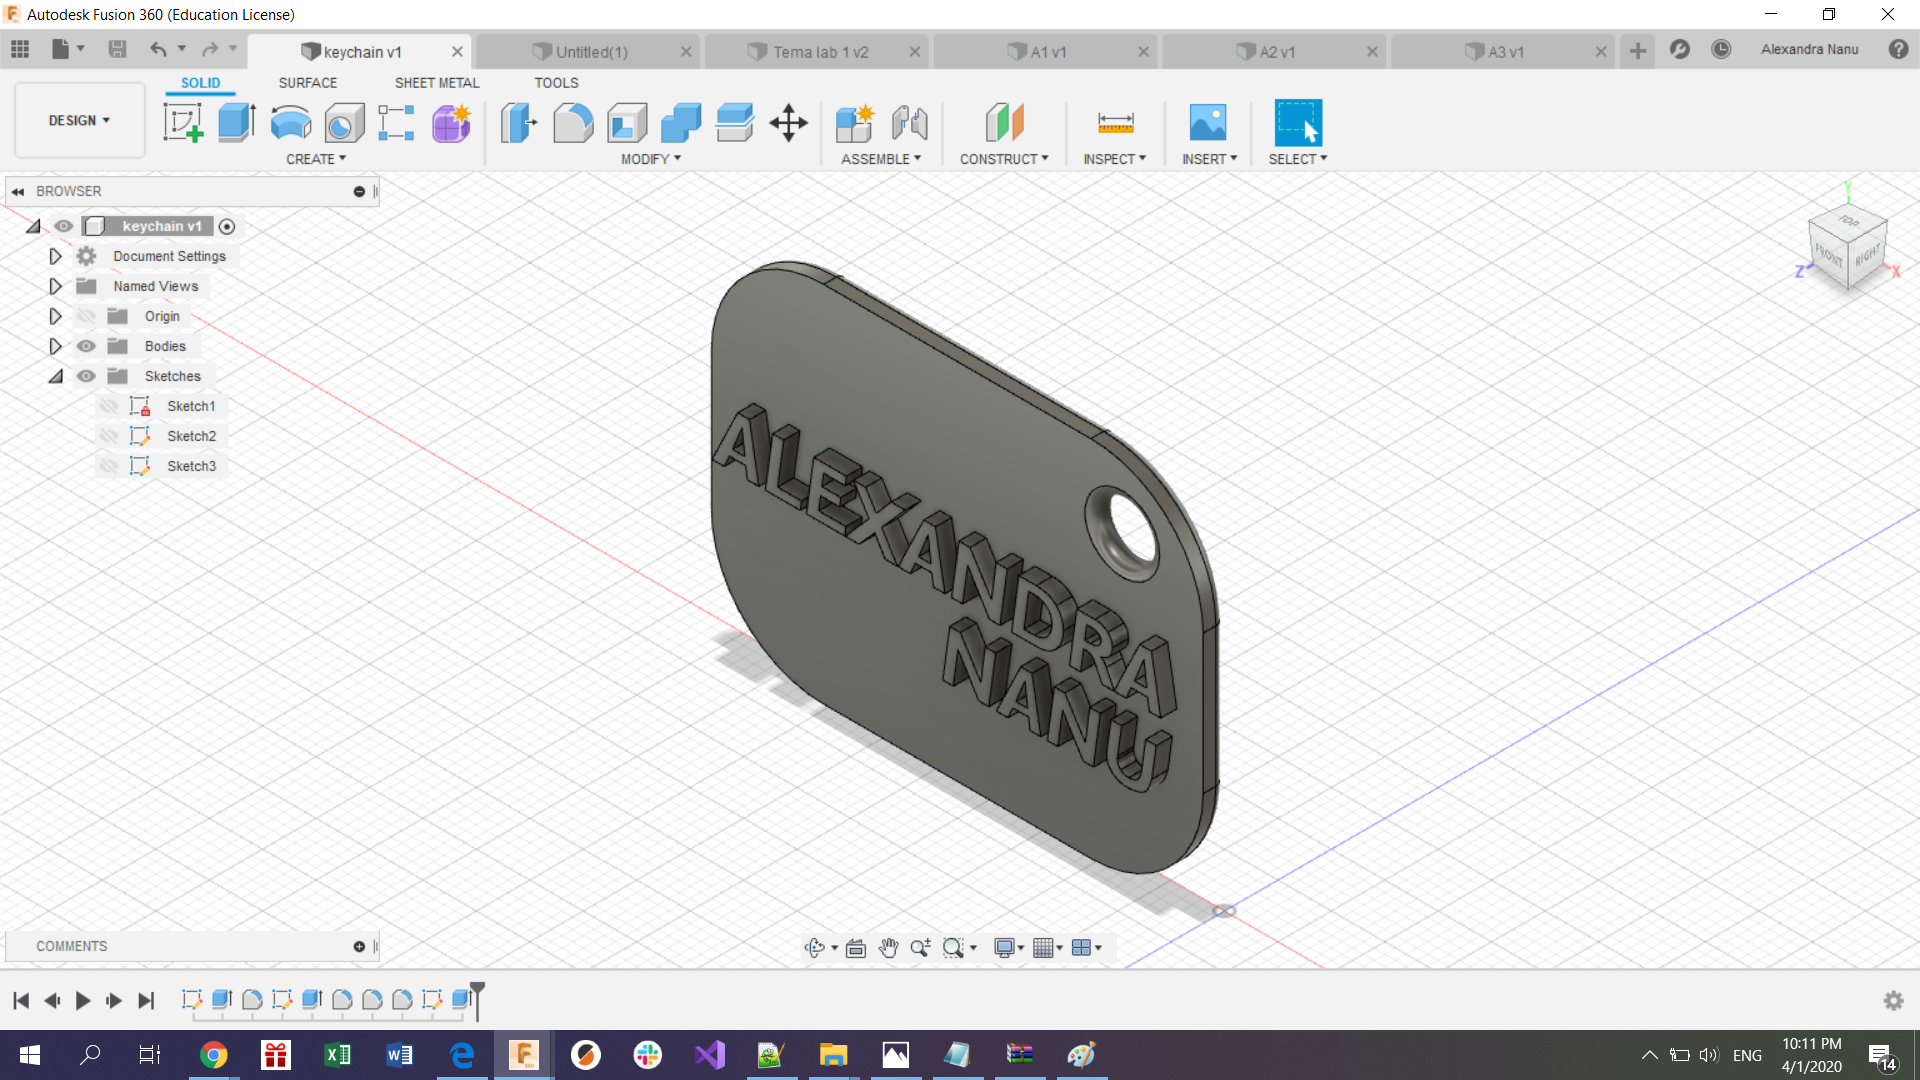 Autodesk Fusion 360 (Education License)
keychain v1
Untitled(1)
Tema lab 1 v2
A1 v1
A2 v1
A3 v1
Alexandra Nanu
SOLID
SURFACE
SHEET METAL
TOOLS
DESIGN
CREATE
MODIFY
ASSEMBLE
CONSTRUCT
INSPECT
INSERT
SELECT
BROWSER
keychain v1
Document Settings
Named Views
Origin
Bodies
Sketches
Sketch1
Sketch2
Sketch3
Y
TOP
FRONT
RIGHT
Z
X
ALEXANDRA
NANU
COMMENTS
ENG
10:11 PM
4/1/2020
14